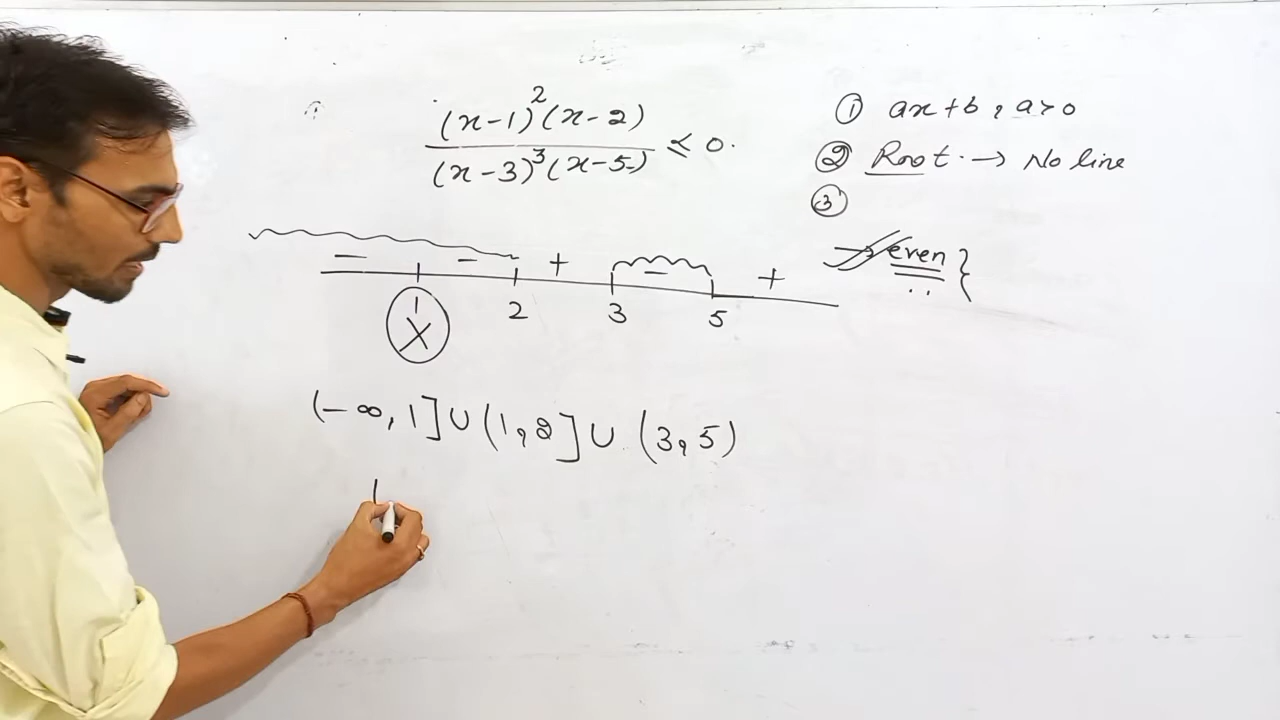 (x-1)²(x-2)
(x-3)³(x-5) ≤ 0.
① ax+b, a>0
② Root. → No line
③
→ even }
- - + - +
1 2 3 5
X
(-∞, 1] ∪ (1, 2] ∪ (3, 5)
(